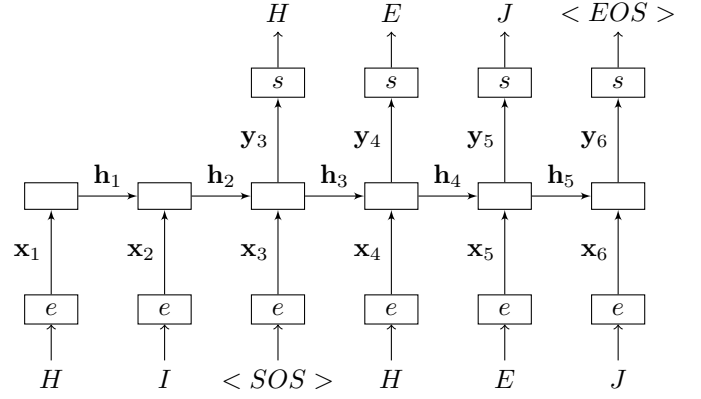 H E J < EOS >
s s s s
y₃ y₄ y₅ y₆
h₁ h₂ h₃ h₄ h₅
x₁ x₂ x₃ x₄ x₅ x₆
e e e e e e
H I < SOS > H E J